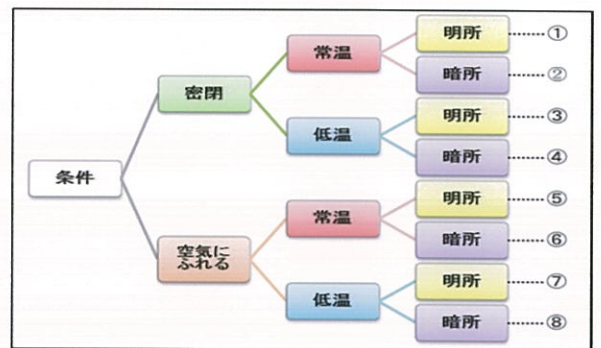 条件
密閉
常温
明所 ①
暗所 ②
低温
明所 ③
暗所 ④
空気に
ふれる
常温
明所 ⑤
暗所 ⑥
低温
明所 ⑦
暗所 ⑧